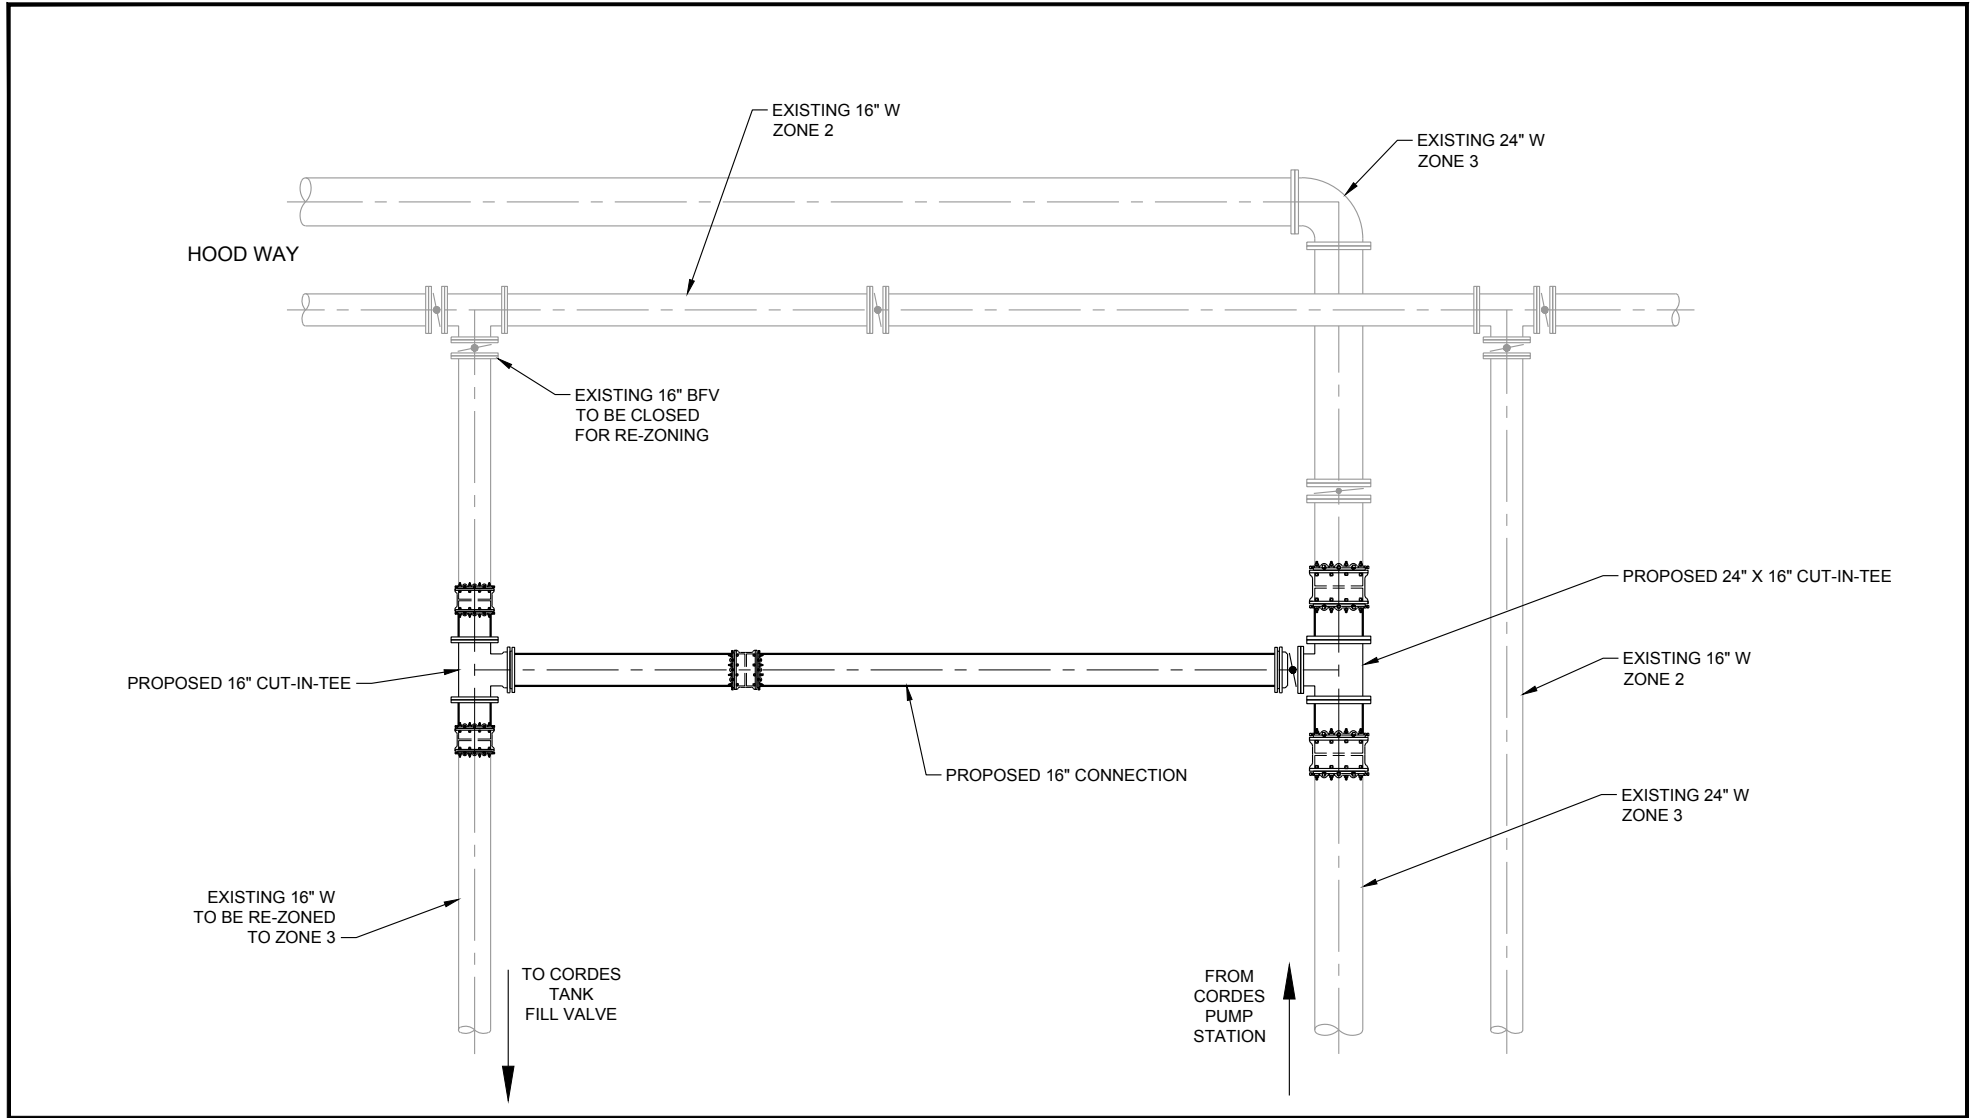 EXISTING 16" W
ZONE 2
EXISTING 24" W
ZONE 3
HOOD WAY
EXISTING 16" BFV
TO BE CLOSED
FOR RE-ZONING
PROPOSED 24" X 16" CUT-IN-TEE
EXISTING 16" W
ZONE 2
PROPOSED 16" CUT-IN-TEE
PROPOSED 16" CONNECTION
EXISTING 24" W
ZONE 3
EXISTING 16" W
TO BE RE-ZONED
TO ZONE 3
TO CORDES
TANK
FILL VALVE
FROM
CORDES
PUMP
STATION